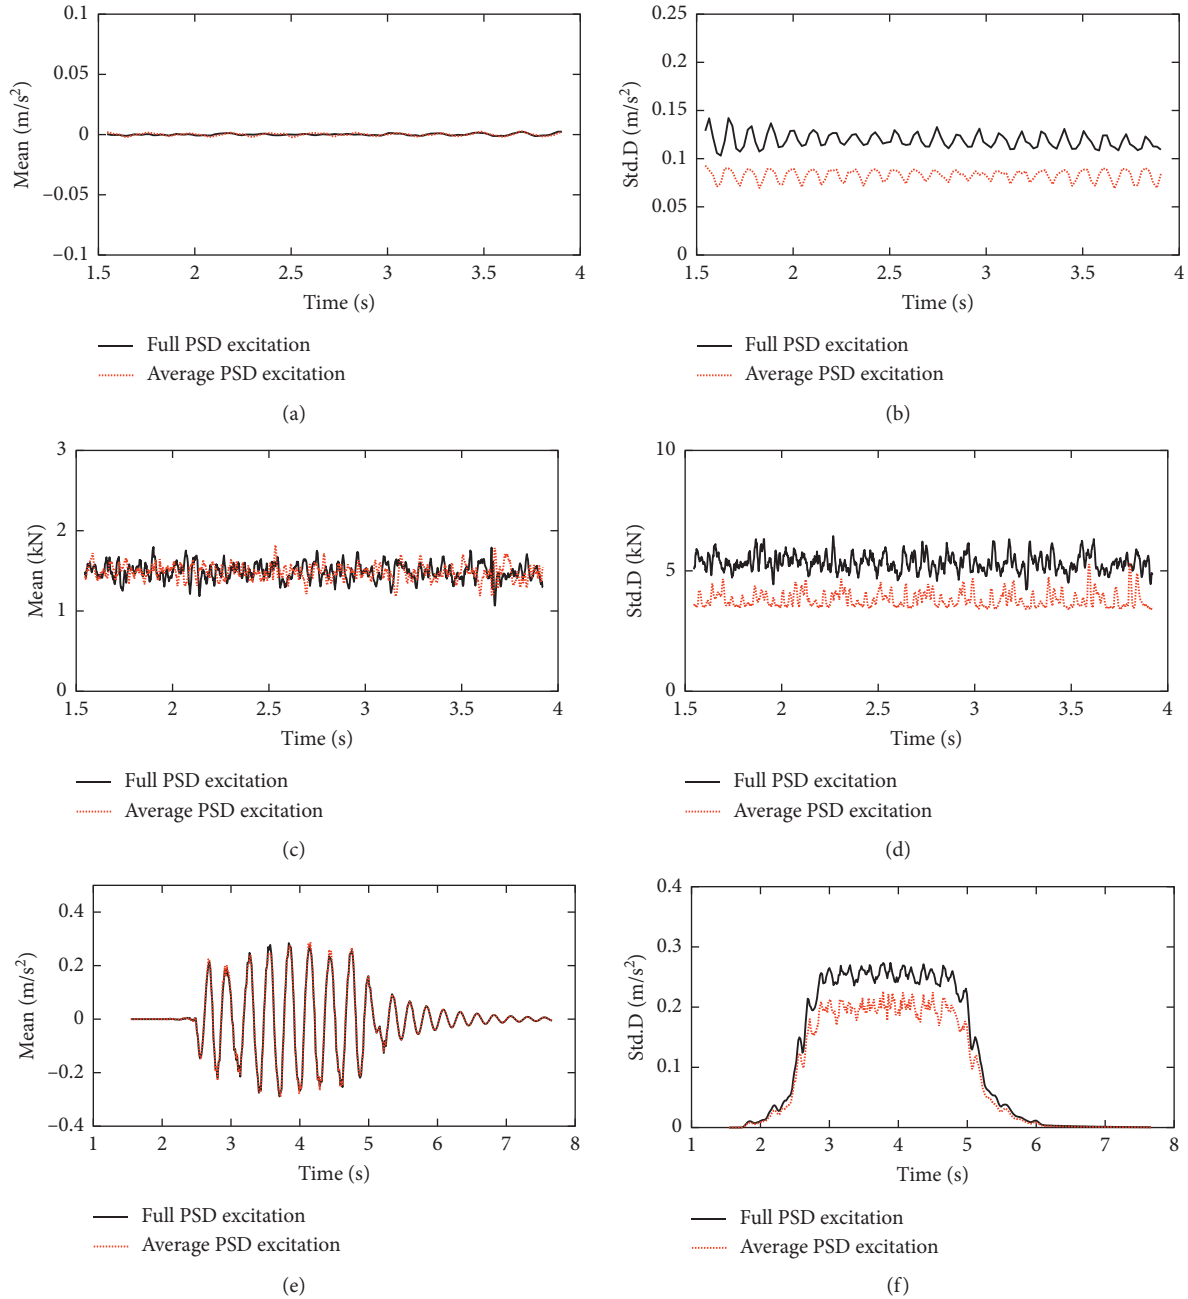 0.1
0.05
0
−0.05
−0.1
Mean (m/s²)
1.5 2 2.5 3 3.5 4
Time (s)
Full PSD excitation
Average PSD excitation
(a)
0.25
0.2
0.15
0.1
0.05
0
Std.D (m/s²)
1.5 2 2.5 3 3.5 4
Time (s)
Full PSD excitation
Average PSD excitation
(b)
3
2
1
0
Mean (kN)
1.5 2 2.5 3 3.5 4
Time (s)
Full PSD excitation
Average PSD excitation
(c)
10
5
0
Std.D (kN)
1.5 2 2.5 3 3.5 4
Time (s)
Full PSD excitation
Average PSD excitation
(d)
0.4
0.2
0
−0.2
−0.4
Mean (m/s²)
1 2 3 4 5 6 7 8
Time (s)
Full PSD excitation
Average PSD excitation
(e)
0.4
0.3
0.2
0.1
0
Std.D (m/s²)
1 2 3 4 5 6 7 8
Time (s)
Full PSD excitation
Average PSD excitation
(f)